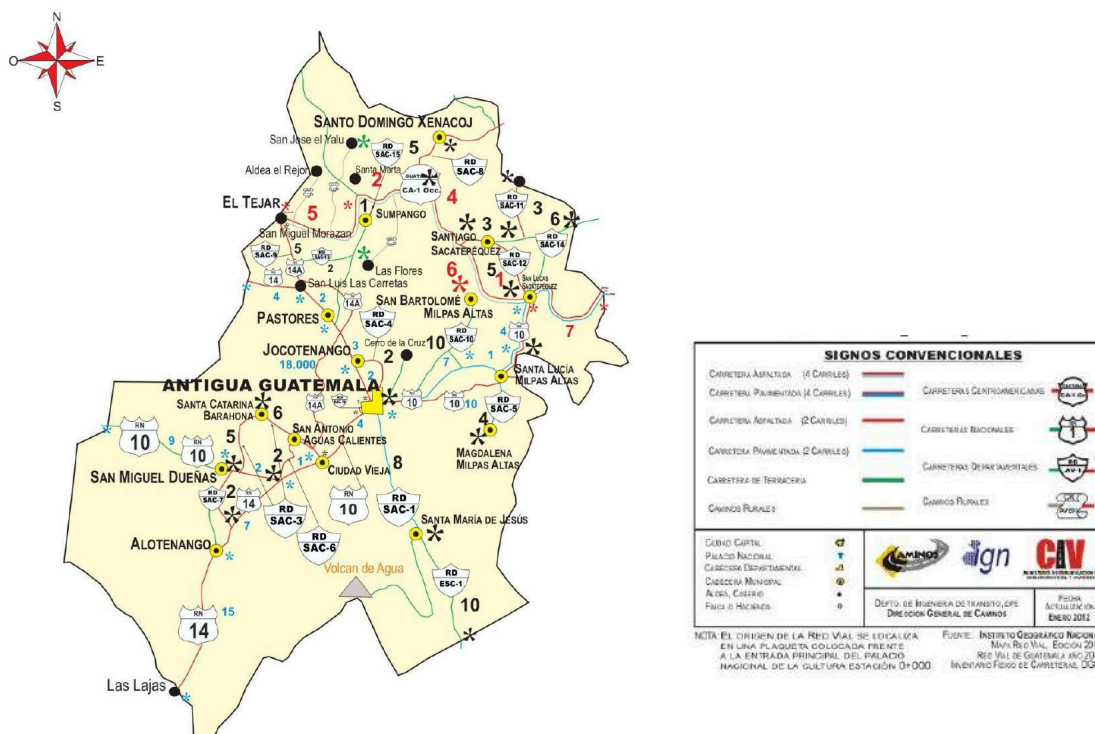 N
O
E
S
SANTO DOMINGO XENACOJ
San Jose el Yalu
RD
SAC-15
5
RD
SAC-8
Aldea el Rejon
Santa Marta
2
CA-1 Occ.
4
RD
SAC-11
3
EL TEJAR
5
1
SUMPANGO
San Miguel Morazan
SANTIAGO
SACATEPÉQUEZ
3
6
RD
SAC-14
RD
SAC-9
5
2
RD
SAC-12
5
1
14
14A
Las Flores
6
SAN LUCAS
SACATEPEQUEZ
San Luis Las Carretas
4
2
14A
SAN BARTOLOMÉ
MILPAS ALTAS
7
PASTORES
RD
SAC-4
RD
SAC-10
4
10
Cerro de la Cruz
10
JOCOTENANGO
3
2
2
7
1
18.000
SANTA LUCÍA
MILPAS ALTAS
ANTIGUA GUATEMALA
10
10
10
RD
SAC-5
SANTA CATARINA
BARAHONA
6
14A
4
4
RN
10
9
RN
10
5
SAN ANTONIO
AGUAS CALIENTES
MAGDALENA
MILPAS ALTAS
2
1
CIUDAD VIEJA
8
SAN MIGUEL DUEÑAS
2
RD
SAC-7
2
RN
14
7
RD
SAC-3
RN
10
RD
SAC-1
RD
SAC-6
SANTA MARÍA DE JESÚS
ALOTENANGO
Volcan de Agua
RD
ESC-1
10
15
RN
14
Las Lajas
SIGNOS CONVENCIONALES
CARRETERA ASFALTADA (4 CARRILES)
CARRETERA PAVIMENTADA (4 CARRILES)
CARRETERAS CENTROAMERICANAS
CARRETERA ASFALTADA (2 CARRILES)
CARRETERAS NACIONALES
1
CARRETERA PAVIMENTADA (2 CARRILES)
CARRETERAS DEPARTAMENTALES
CARRETERA DE TERRACERIA
CAMINOS RURALES
CAMINOS RURALES
CIUDAD CAPITAL
PALACIO NACIONAL
CABECERA DEPARTAMENTAL
CABECERA MUNICIPAL
ALDEA, CASERIO
FINCA O HACIENDA
CAMINOS
ign
CIV
DEPTO. DE INGENIERIA DE TRANSITO, DPE
DIRECCION GENERAL DE CAMINOS
FECHA
ACTUALIZACION
ENERO 2012
NOTA: EL ORIGEN DE LA RED VIAL SE LOCALIZA
EN UNA PLAQUETA COLOCADA FRENTE
A LA ENTRADA PRINCIPAL DEL PALACIO
NACIONAL DE LA CULTURA ESTACIÓN 0+000
FUENTE: INSTITUTO GEOGRÁFICO NACION
MAPA RED VIAL, EDICIÓN 20
RED VIAL DE GUATEMALA AÑO 20
INVENTARIO FISICO DE CARRETERAS, DG